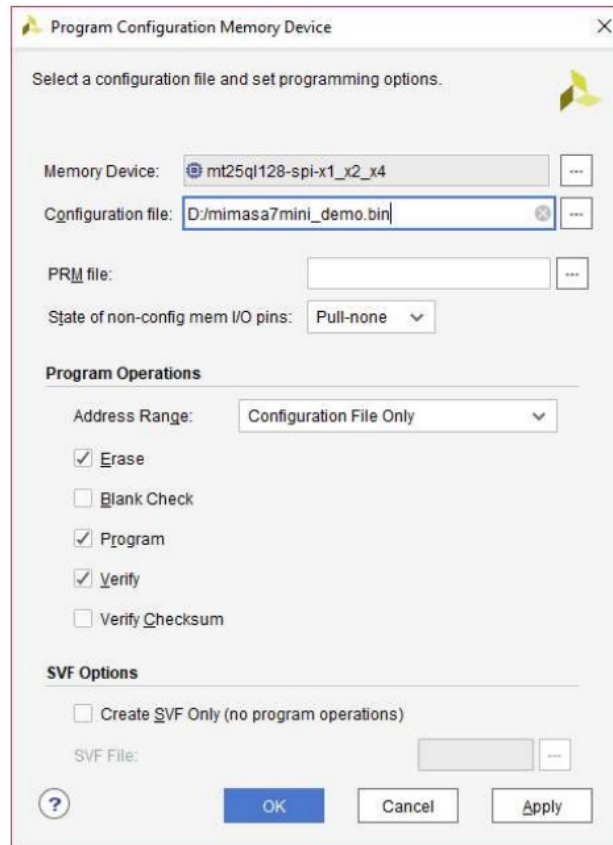 Program Configuration Memory Device
Select a configuration file and set programming options.
Memory Device: mt25ql128-spi-x1_x2_x4 ...
Configuration file: D:/mimasa7mini_demo.bin ...
PRM file: ...
State of non-config mem I/O pins: Pull-none
Program Operations
Address Range: Configuration File Only
Erase
Blank Check
Program
Verify
Verify Checksum
SVF Options
Create SVF Only (no program operations)
SVF File: ...
? OK Cancel Apply